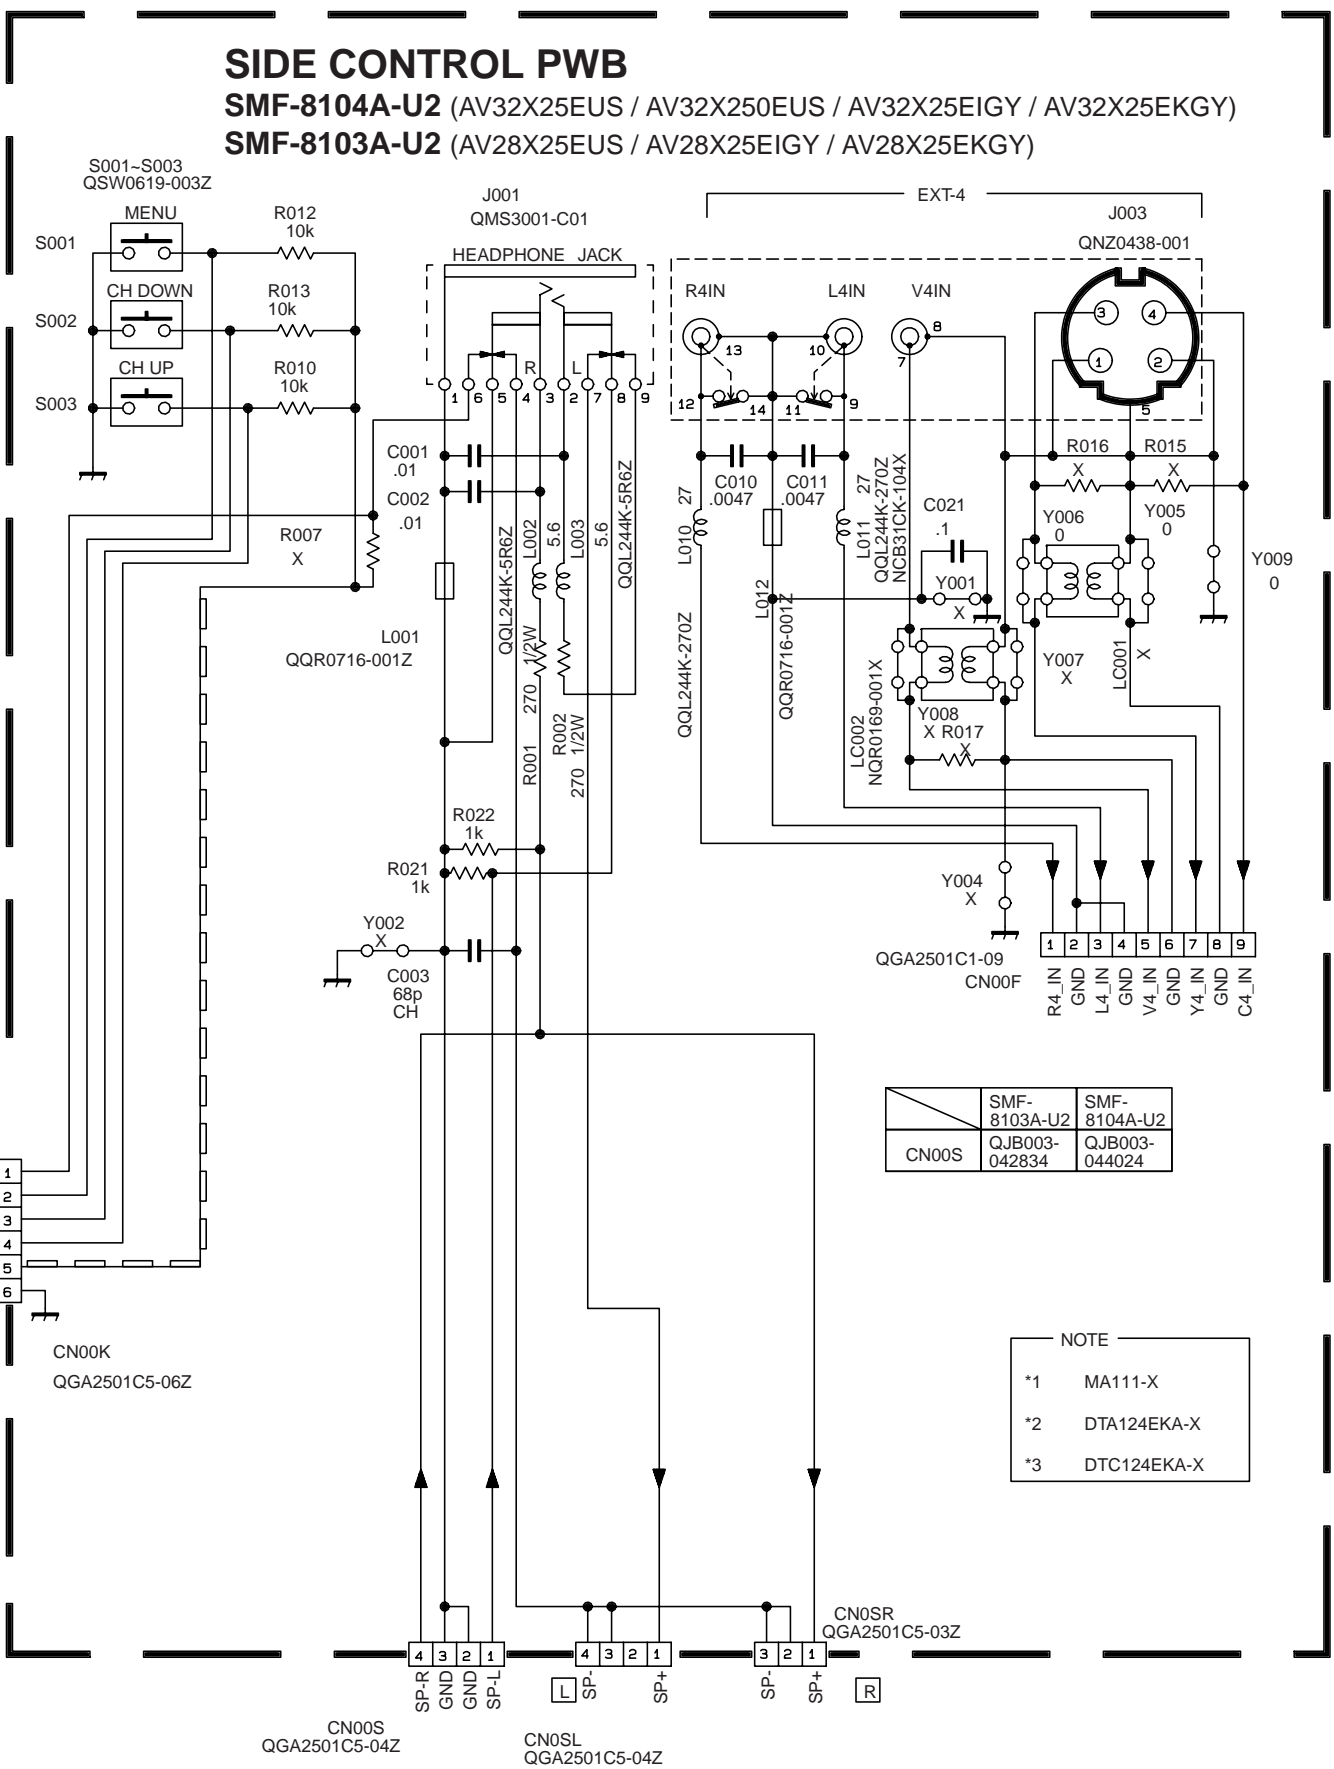 SIDE CONTROL PWB
SMF-8104A-U2 (AV32X25EUS / AV32X250EUS / AV32X25EIGY / AV32X25EKGY)
SMF-8103A-U2 (AV28X25EUS / AV28X25EIGY / AV28X25EKGY)
S001~S003
QSW0619-003Z
MENU
S001
R012
10k
CH DOWN
S002
R013
10k
CH UP
S003
R010
10k
J001
QMS3001-C01
HEADPHONE JACK
R L
1 6 5 4 3 2 7 8 9
EXT-4
J003
QNZ0438-001
R4IN
L4IN
V4IN
13
10
8
7
12
14
11
9
3
4
1
2
5
C001
.01
C002
.01
R007
X
L001
QQR0716-001Z
QQL244K-5R6Z
L002
5.6
L003
5.6
QQL244K-5R6Z
R001
270 1/2W
R002
270 1/2W
C010
.0047
C011
.0047
L010
27
QQL244K-270Z
L012
QQR0716-001Z
L011
27
QQL244K-270Z
NCB31CK-104X
C021
.1
Y001
X
R016
X
R015
X
Y006
0
Y005
0
Y009
0
Y007
X
LC001
X
LC002
NQR0169-001X
Y008
X
R017
X
R022
1k
R021
1k
Y002
X
C003
68p
CH
Y004
X
QGA2501C1-09
CN00F
1 2 3 4 5 6 7 8 9
R4_IN
GND
L4_IN
GND
V4_IN
GND
Y4_IN
GND
C4_IN
SMF-
8103A-U2
SMF-
8104A-U2
CN00S
QJB003-
042834
QJB003-
044024
1
2
3
4
5
6
CN00K
QGA2501C5-06Z
NOTE
*1 MA111-X
*2 DTA124EKA-X
*3 DTC124EKA-X
4 3 2 1
SP-R
GND
GND
SP-L
CN00S
QGA2501C5-04Z
4 3 2 1
L
SP-
SP+
CN0SL
QGA2501C5-04Z
CN0SR
QGA2501C5-03Z
3 2 1
SP-
SP+
R